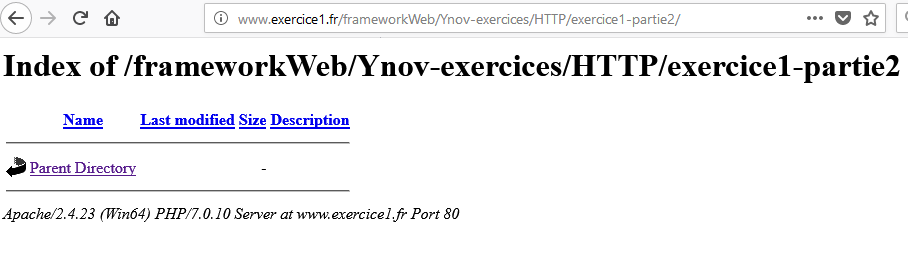 www.exercice1.fr/frameworkWeb/Ynov-exercices/HTTP/exercice1-partie2/
Index of /frameworkWeb/Ynov-exercices/HTTP/exercice1-partie2
Name Last modified Size Description
Parent Directory -
Apache/2.4.23 (Win64) PHP/7.0.10 Server at www.exercice1.fr Port 80